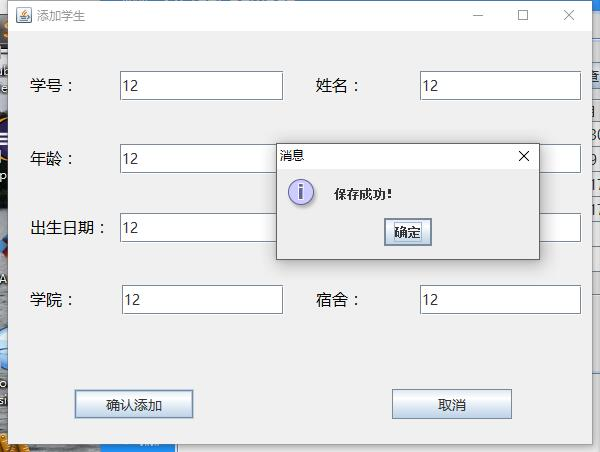 添加学生
学号： 12 姓名： 12
年龄： 12
消息
保存成功!
确定
出生日期： 12
学院： 12 宿舍： 12
确认添加 取消